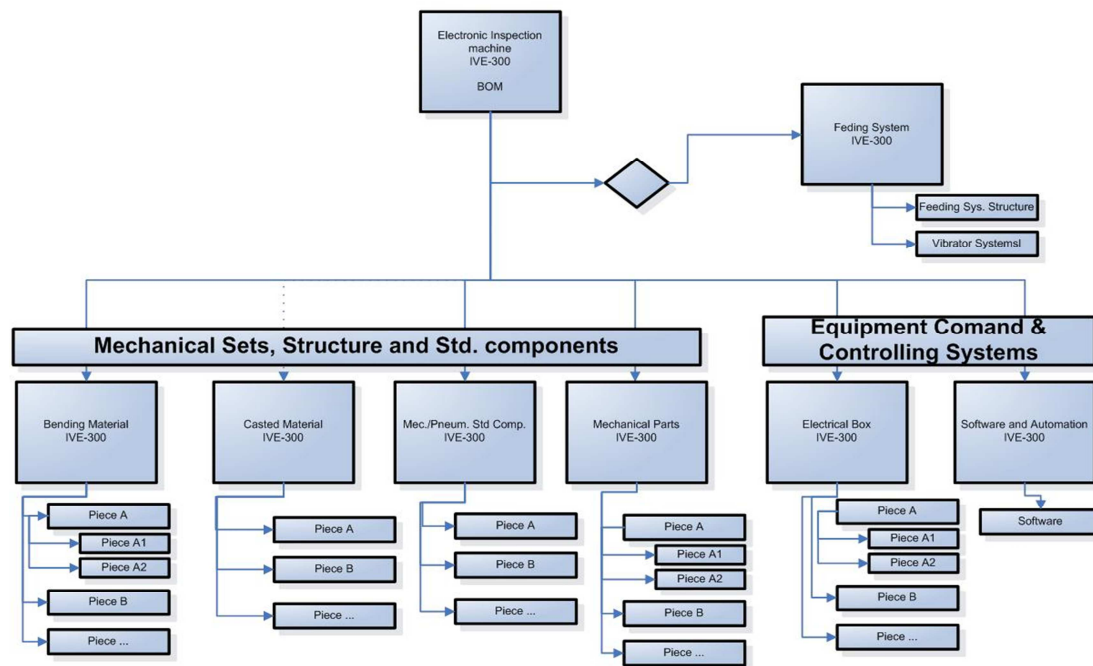 Electronic Inspection
machine
IVE-300
BOM
Feding System
IVE-300
Feeding Sys. Structure
Vibrator Systemsl
Mechanical Sets, Structure and Std. components
Equipment Comand &
Controlling Systems
Bending Material
IVE-300
Casted Material
IVE-300
Mec./Pneum. Std Comp.
IVE-300
Mechanical Parts
IVE-300
Electrical Box
IVE-300
Software and Automation
IVE-300
Piece A
Piece A1
Piece A2
Piece B
Piece ...
Piece A
Piece B
Piece ...
Piece A
Piece B
Piece ...
Piece A
Piece A1
Piece A2
Piece B
Piece ...
Piece A
Piece A1
Piece A2
Piece B
Piece ...
Software